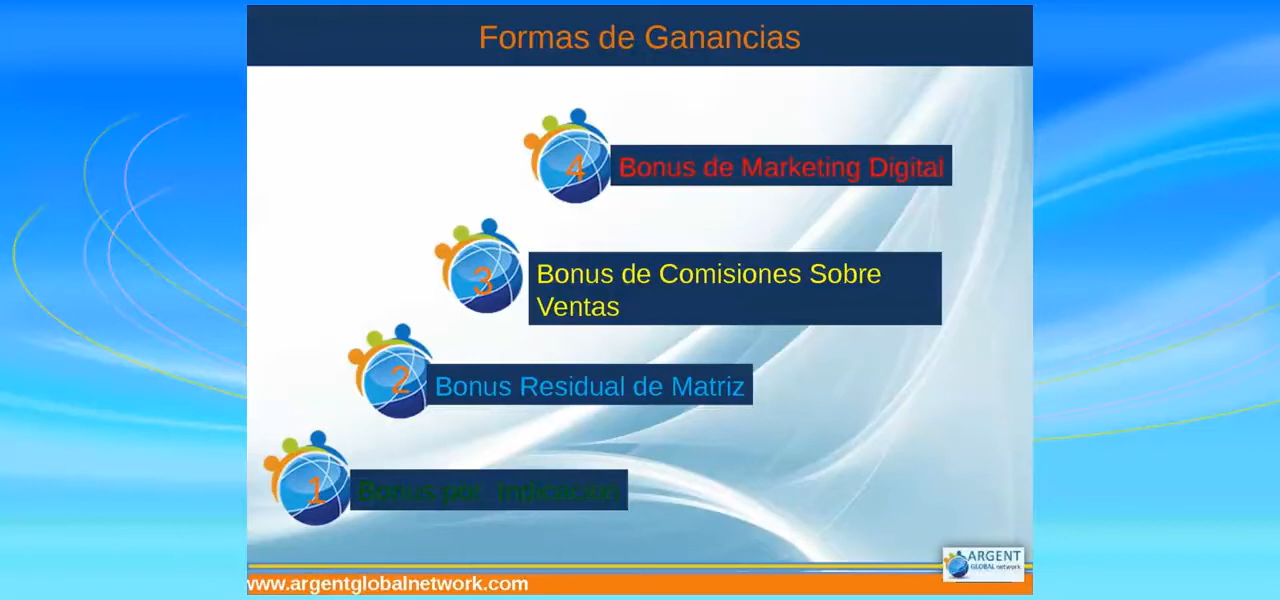 Formas de Ganancias
4
Bonus de Marketing Digital
3
Bonus de Comisiones Sobre
Ventas
2
Bonus Residual de Matriz
1
Bonus por Indicacion
ARGENT
GLOBAL network
www.argentglobalnetwork.com